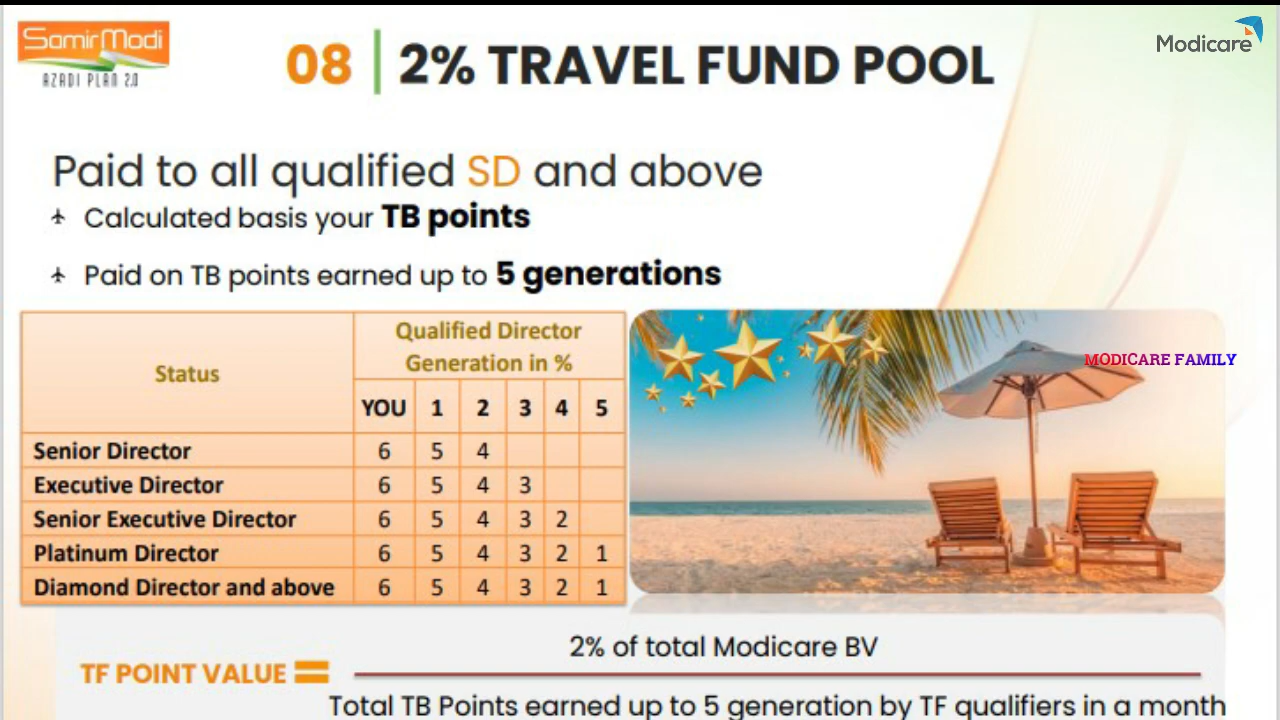 SamirModi
AZADI PLAN 2.0
08 | 2% TRAVEL FUND POOL
Modicare
Paid to all qualified SD and above
Calculated basis your TB points
Paid on TB points earned up to 5 generations
Status
Qualified Director
Generation in %
YOU 1 2 3 4 5
Senior Director 6 5 4
Executive Director 6 5 4 3
Senior Executive Director 6 5 4 3 2
Platinum Director 6 5 4 3 2 1
Diamond Director and above 6 5 4 3 2 1
MODICARE FAMILY
2% of total Modicare BV
TF POINT VALUE =
Total TB Points earned up to 5 generation by TF qualifiers in a month